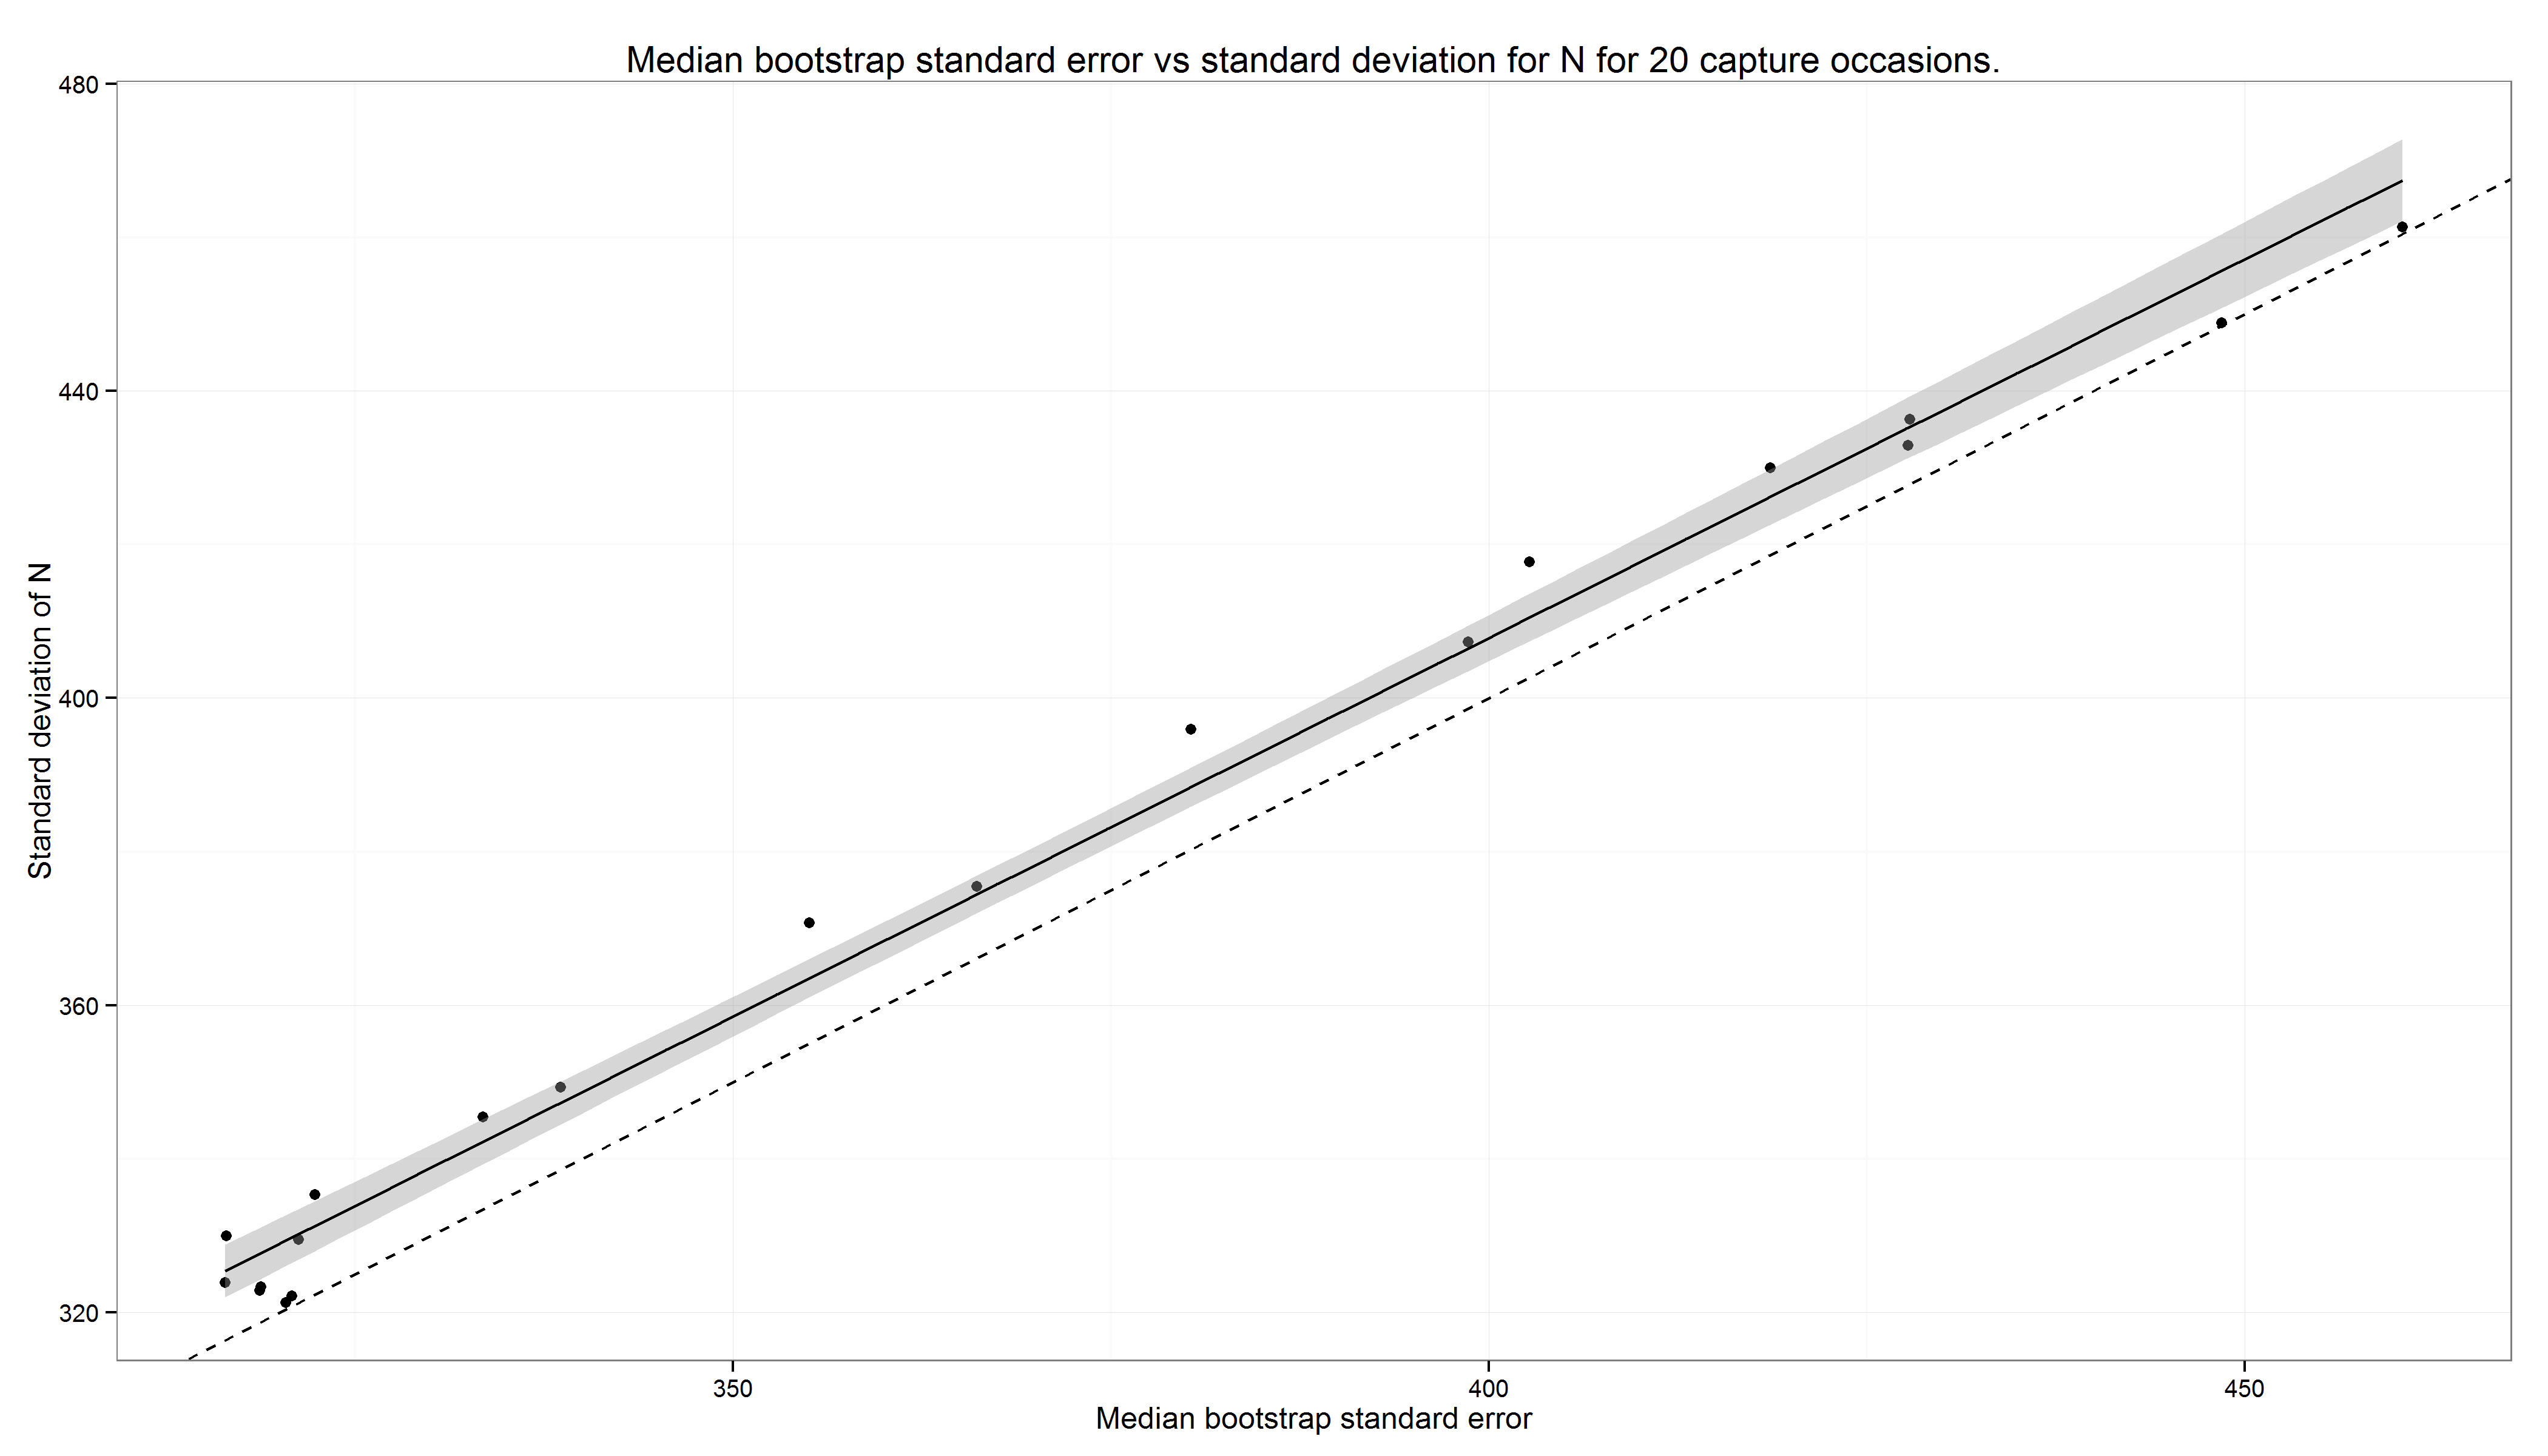 Median bootstrap standard error vs standard deviation for N for 20 capture occasions.
480
440
400
360
320
Standard deviation of N
350
400
450
Median bootstrap standard error